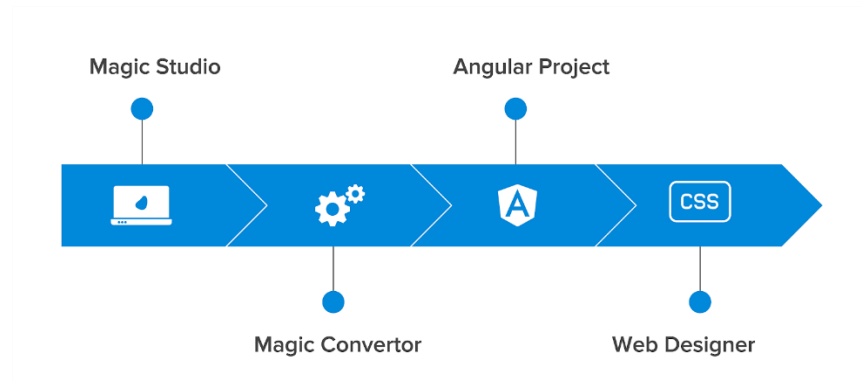 Magic Studio
Angular Project
CSS
Magic Convertor
Web Designer